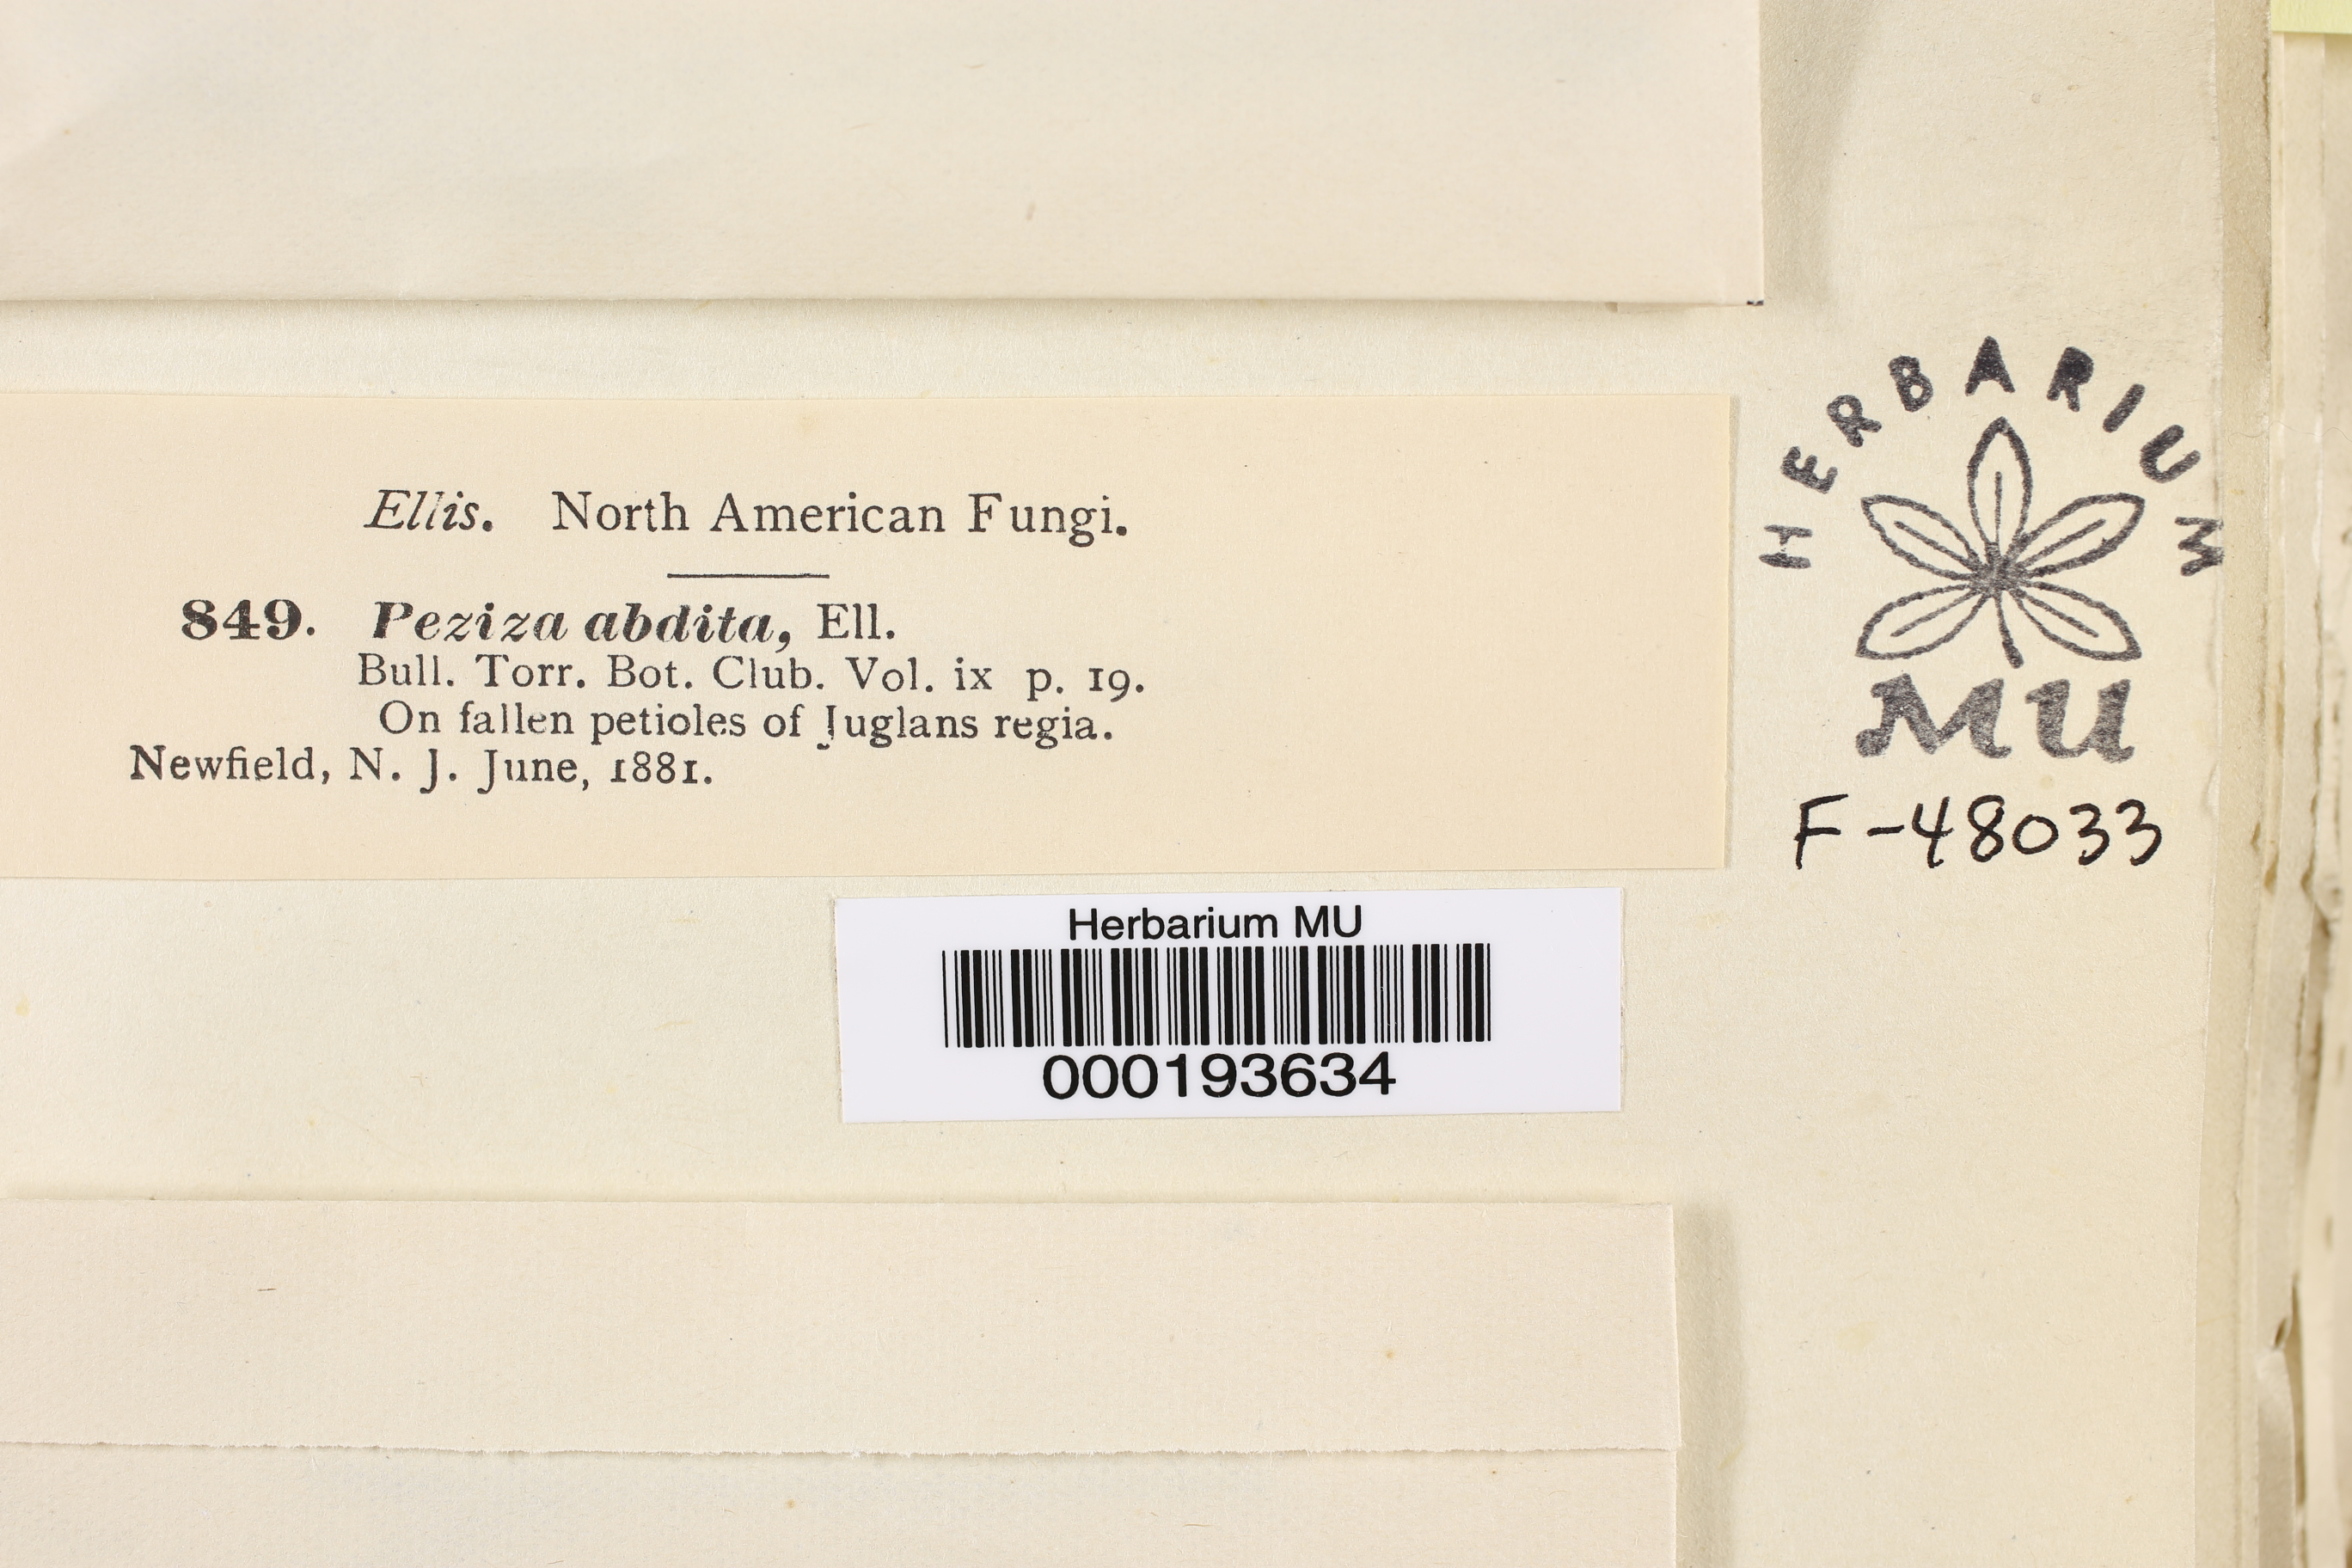 Ellis. North American Fungi.
849. Peziza abdita, Ell.
Bull. Torr. Bot. Club. Vol. ix p. 19.
On fallen petioles of Juglans regia.
Newfield, N. J. June, 1881.
HERBARIUM
MU
F-48033
Herbarium MU
000193634